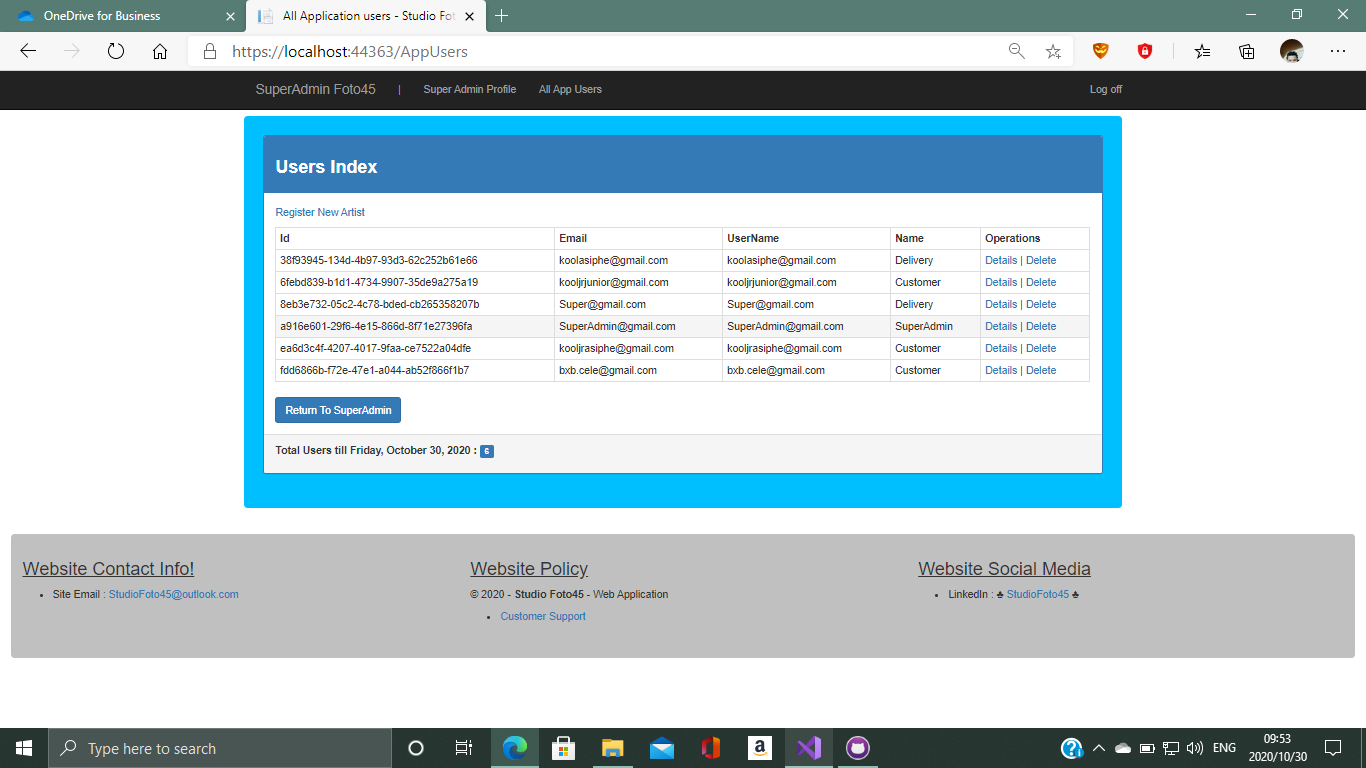 OneDrive for Business
All Application users - Studio Fot
https://localhost:44363/AppUsers
SuperAdmin Foto45 | Super Admin Profile All App Users Log off
Users Index
Register New Artist
Id Email UserName Name Operations
38f93945-134d-4b97-93d3-62c252b61e66 koolasiphe@gmail.com koolasiphe@gmail.com Delivery Details | Delete
6febd839-b1d1-4734-9907-35de9a275a19 kooljrjunior@gmail.com kooljrjunior@gmail.com Customer Details | Delete
8eb3e732-05c2-4c78-bded-cb265358207b Super@gmail.com Super@gmail.com Delivery Details | Delete
a916e601-29f6-4e15-866d-8f71e27396fa SuperAdmin@gmail.com SuperAdmin@gmail.com SuperAdmin Details | Delete
ea6d3c4f-4207-4017-9faa-ce7522a04dfe kooljrasiphe@gmail.com kooljrasiphe@gmail.com Customer Details | Delete
fdd6866b-f72e-47e1-a044-ab52f866f1b7 bxb.cele@gmail.com bxb.cele@gmail.com Customer Details | Delete
Return To SuperAdmin
Total Users till Friday, October 30, 2020 : 6
Website Contact Info!
• Site Email : StudioFoto45@outlook.com
Website Policy
© 2020 - Studio Foto45 - Web Application
• Customer Support
Website Social Media
• LinkedIn : ♣ StudioFoto45 ♣
Type here to search
ENG
09:53
2020/10/30